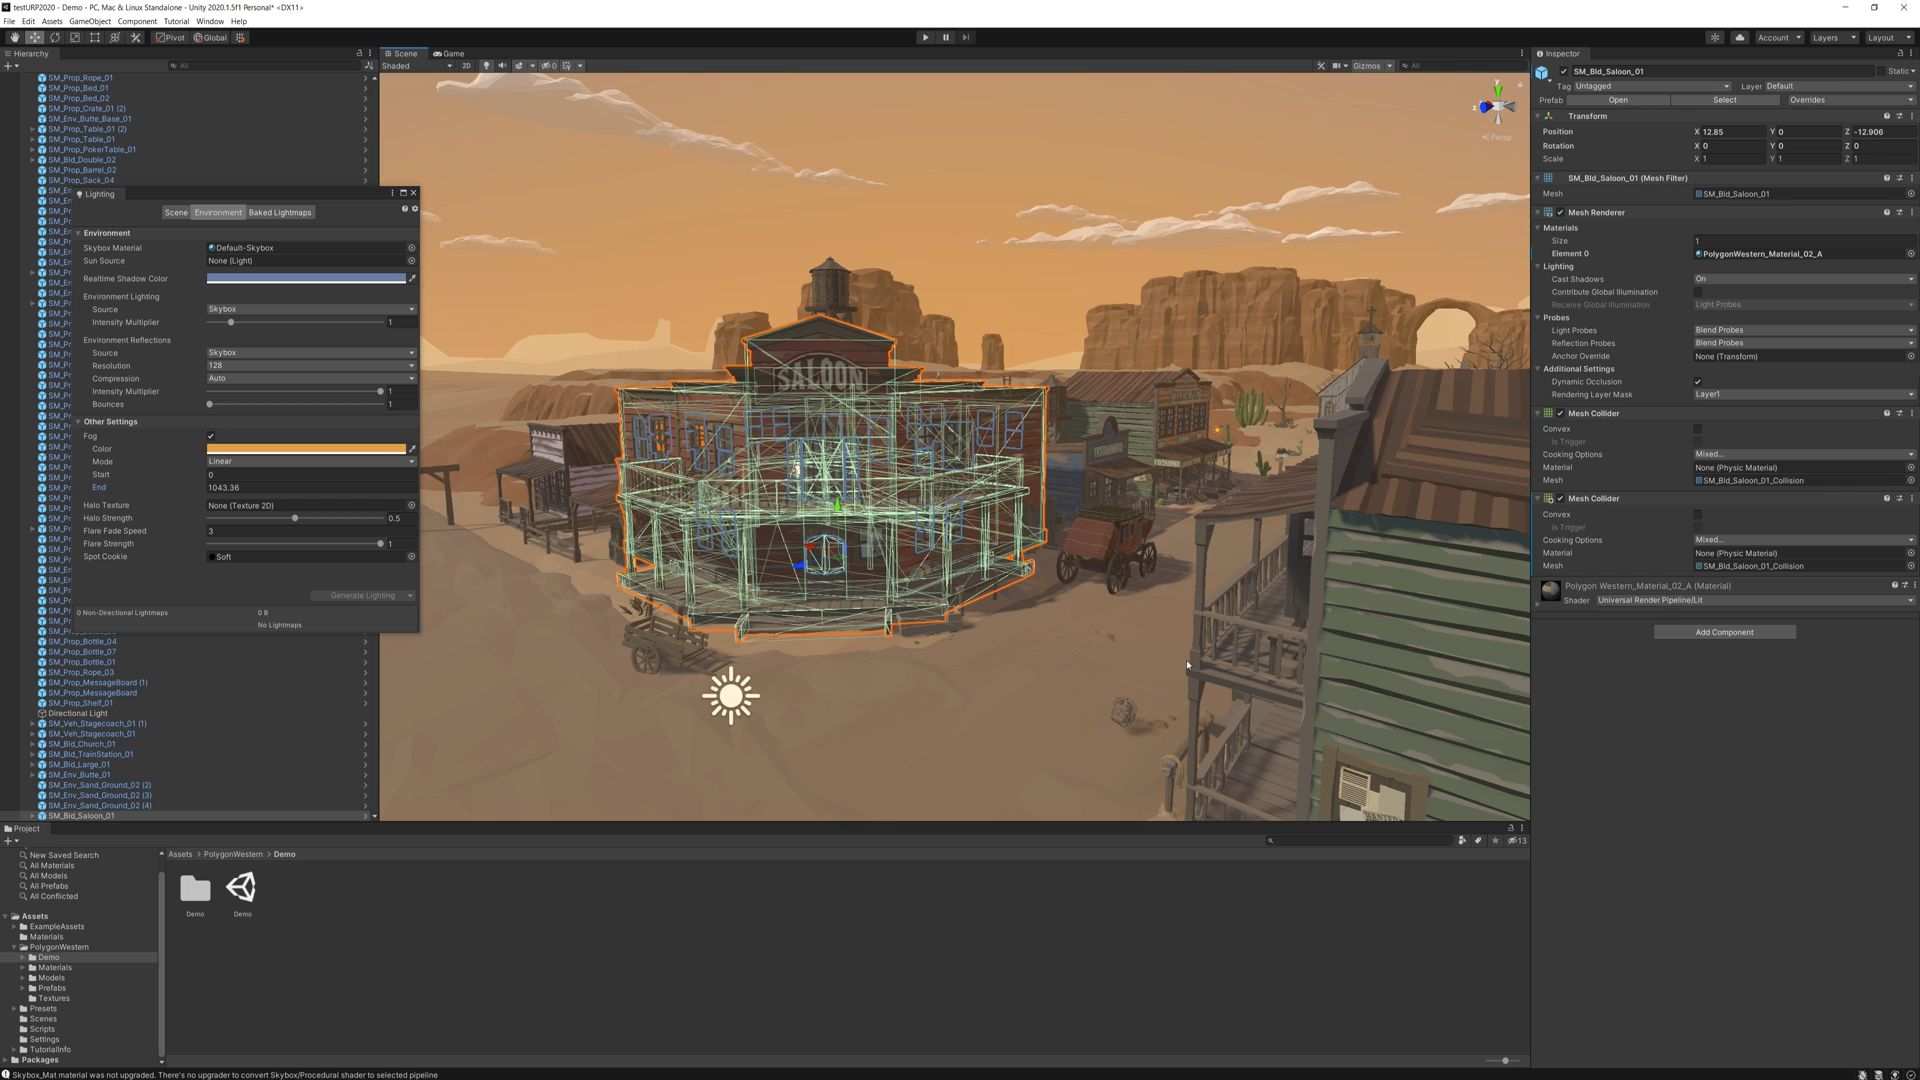 testURP2020 - Demo - PC, Mac & Linux Standalone - Unity 2020.1.5f1 Personal* <DX11>
File Edit Assets GameObject Component Tutorial Window Help
Pivot Global
Account Layers Layout
Hierarchy
All
SM_Prop_Rope_01
SM_Prop_Bed_01
SM_Prop_Bed_02
SM_Prop_Crate_01 (2)
SM_Env_Butte_Base_01
SM_Prop_Table_01 (2)
SM_Prop_Table_01
SM_Prop_PokerTable_01
SM_Bld_Double_02
SM_Prop_Barrel_02
SM_Prop_Sack_04
Lighting
Scene Environment Baked Lightmaps
Environment
Skybox Material Default-Skybox
Sun Source None (Light)
Realtime Shadow Color
Environment Lighting
Source Skybox
Intensity Multiplier 1
Environment Reflections
Source Skybox
Resolution 128
Compression Auto
Intensity Multiplier 1
Bounces 1
Other Settings
Fog
Color
Mode Linear
Start 0
End 1043.36
Halo Texture None (Texture 2D)
Halo Strength 0.5
Flare Fade Speed 3
Flare Strength 1
Spot Cookie Soft
Generate Lighting
0 Non-Directional Lightmaps 0 B
No Lightmaps
SM_Prop_Bottle_04
SM_Prop_Bottle_07
SM_Prop_Bottle_01
SM_Prop_Rope_03
SM_Prop_MessageBoard (1)
SM_Prop_MessageBoard
SM_Prop_Shelf_01
Directional Light
SM_Veh_Stagecoach_01 (1)
SM_Veh_Stagecoach_01
SM_Bld_Church_01
SM_Bld_TrainStation_01
SM_Bld_Large_01
SM_Env_Butte_01
SM_Env_Sand_Ground_02 (2)
SM_Env_Sand_Ground_02 (3)
SM_Env_Sand_Ground_02 (4)
SM_Bld_Saloon_01
Scene Game
Shaded 2D 0 Gizmos All
y
z
Persp
SALOON
WANTED
Inspector
SM_Bld_Saloon_01 Static
Tag Untagged Layer Default
Prefab Open Select Overrides
Transform
Position X 12.85 Y 0 Z -12.906
Rotation X 0 Y 0 Z 0
Scale X 1 Y 1 Z 1
SM_Bld_Saloon_01 (Mesh Filter)
Mesh SM_Bld_Saloon_01
Mesh Renderer
Materials
Size 1
Element 0 PolygonWestern_Material_02_A
Lighting
Cast Shadows On
Contribute Global Illumination
Receive Global Illumination Light Probes
Probes
Light Probes Blend Probes
Reflection Probes Blend Probes
Anchor Override None (Transform)
Additional Settings
Dynamic Occlusion
Rendering Layer Mask Layer1
Mesh Collider
Convex
Is Trigger
Cooking Options Mixed...
Material None (Physic Material)
Mesh SM_Bld_Saloon_01_Collision
Mesh Collider
Convex
Is Trigger
Cooking Options Mixed...
Material None (Physic Material)
Mesh SM_Bld_Saloon_01_Collision
Polygon Western_Material_02_A (Material)
Shader Universal Render Pipeline/Lit
Add Component
Project
13
New Saved Search
All Materials
All Models
All Prefabs
All Conflicted
Assets
ExampleAssets
Materials
PolygonWestern
Demo
Materials
Models
Prefabs
Textures
Presets
Scenes
Scripts
Settings
TutorialInfo
Packages
Assets > PolygonWestern > Demo
Demo Demo
Skybox_Mat material was not upgraded. There's no upgrader to convert Skybox/Procedural shader to selected pipeline